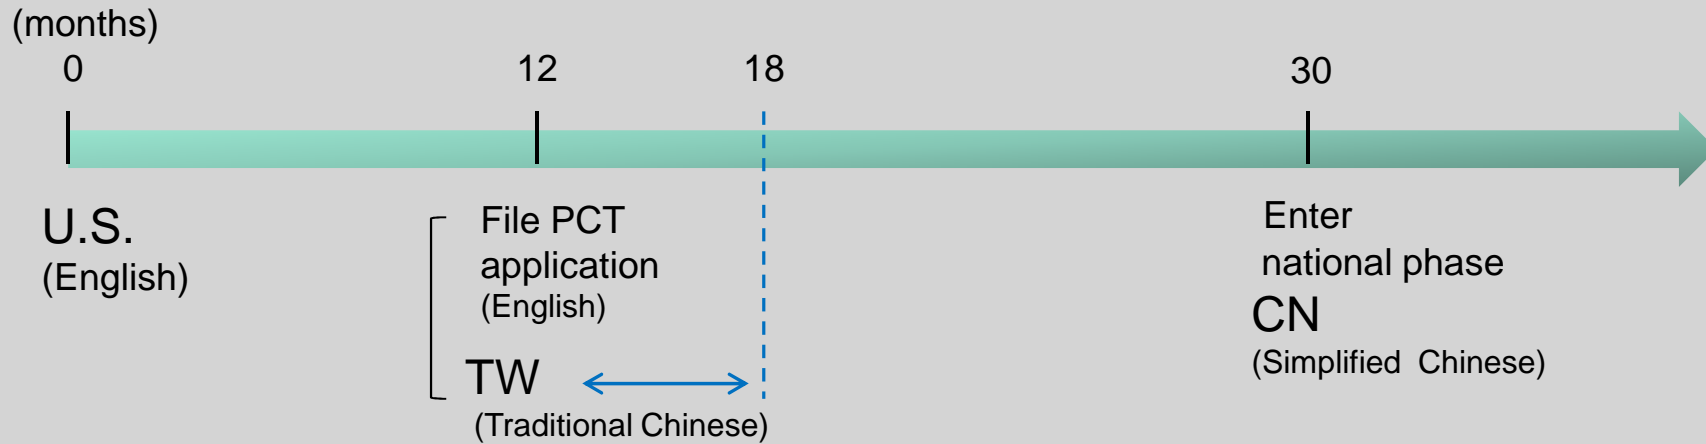 (months)
0 12 18 30
U.S.
(English)
File PCT
application
(English)
TW
(Traditional Chinese)
Enter
national phase
CN
(Simplified Chinese)